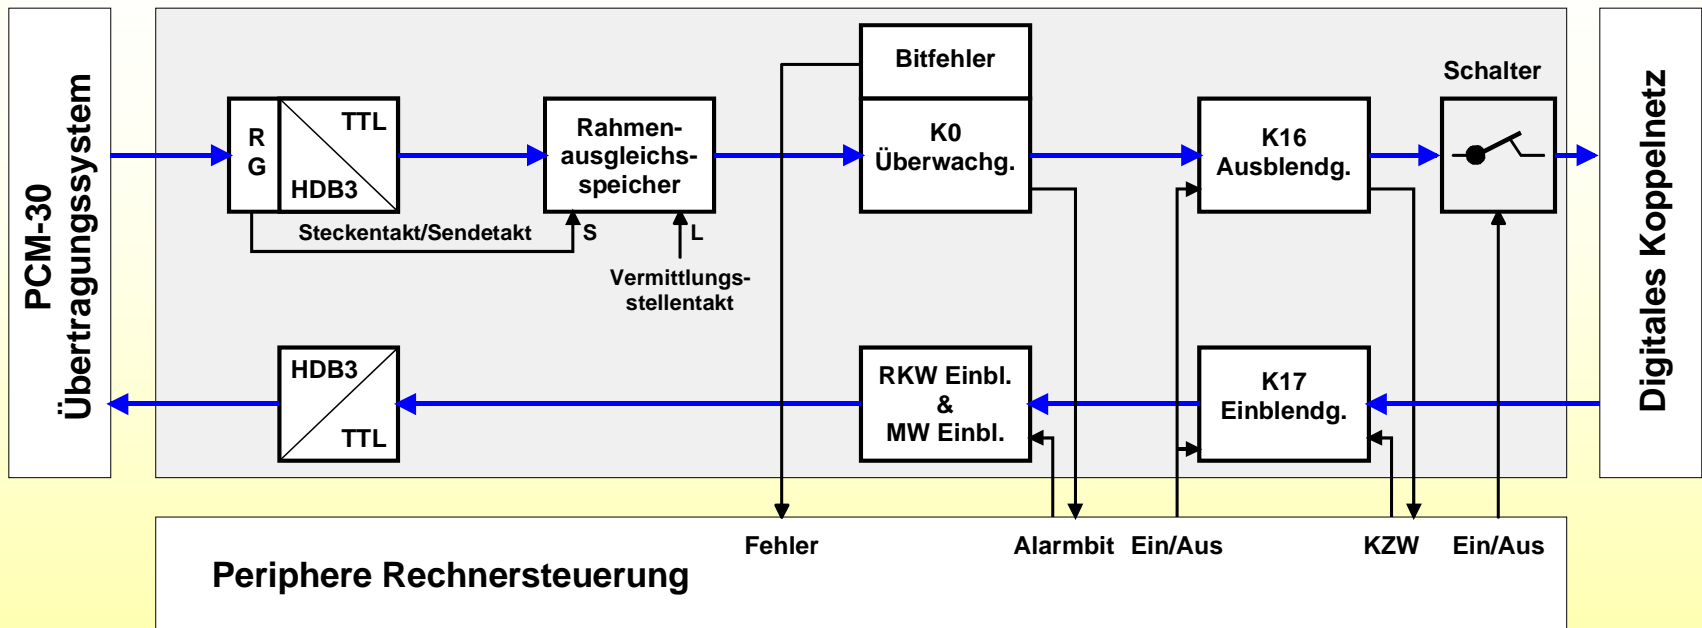 PCM-30
Übertragungssystem
R
G
TTL
HDB3
Steckentakt/Sendetakt
Rahmen-
ausgleichs-
speicher
S
L
Vermittlungs-
stellentakt
Bitfehler
K0
Überwachg.
K16
Ausblendg.
Schalter
Digitales Koppelnetz
HDB3
TTL
RKW Einbl.
&
MW Einbl.
K17
Einblendg.
Fehler
Alarmbit
Ein/Aus
KZW
Ein/Aus
Periphere Rechnersteuerung